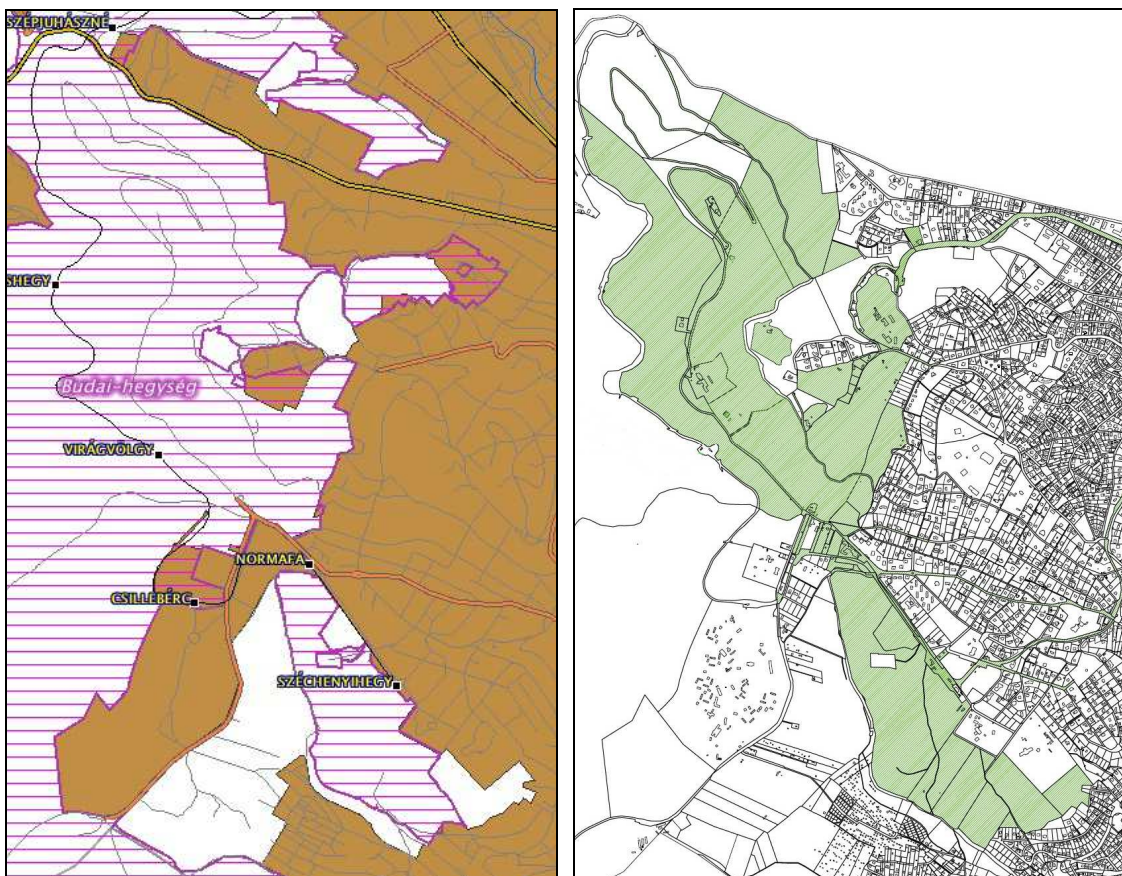 SZÉPJUHÁSZNÉ
SHEGY
Budai-hegység
VIRÁGVÖLGY
NORMAFA
CSILLEBÉRC
SZÉCHENYIHEGY